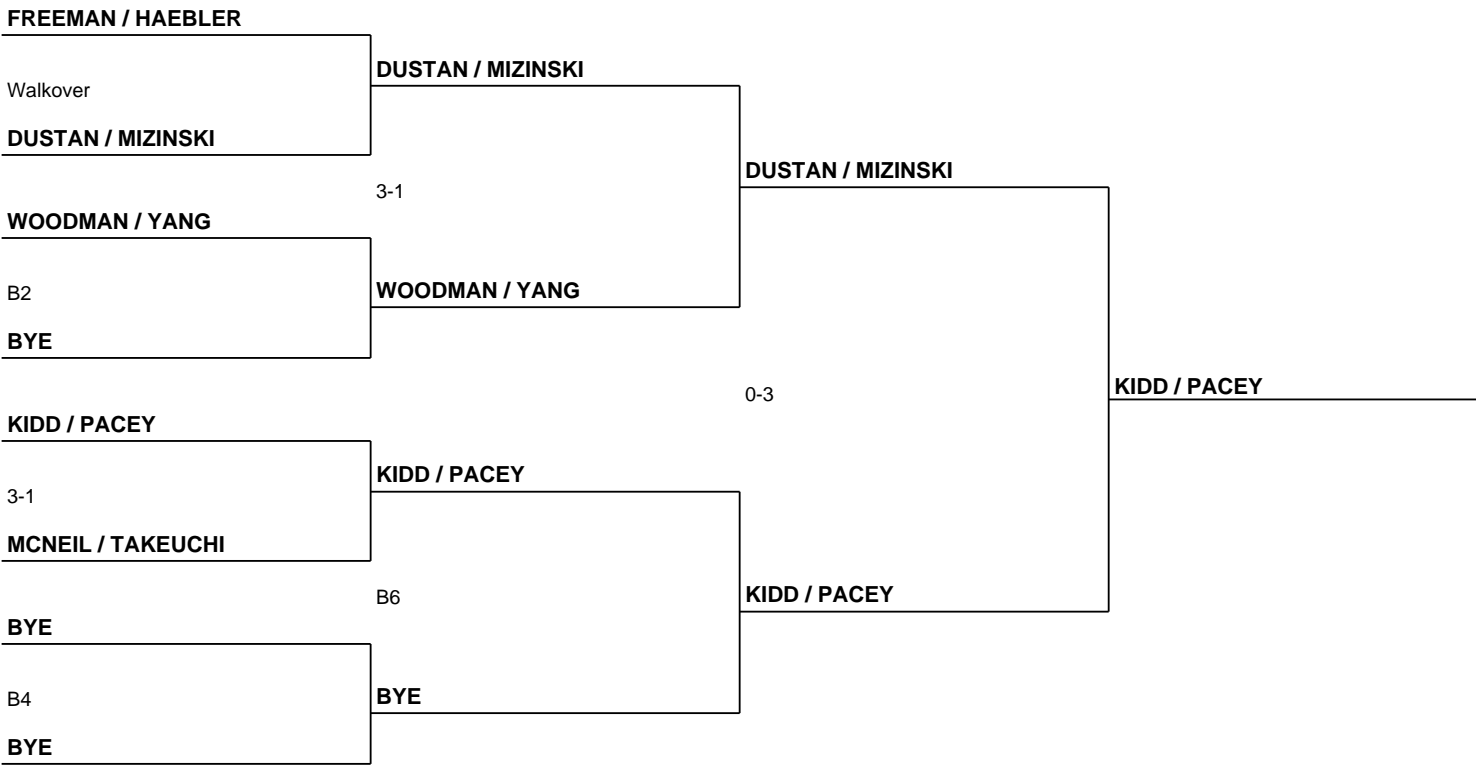 FREEMAN / HAEBLER
Walkover
DUSTAN / MIZINSKI
WOODMAN / YANG
B2
BYE
KIDD / PACEY
3-1
MCNEIL / TAKEUCHI
BYE
B4
BYE
DUSTAN / MIZINSKI
3-1
WOODMAN / YANG
KIDD / PACEY
B6
BYE
DUSTAN / MIZINSKI
0-3
KIDD / PACEY
KIDD / PACEY